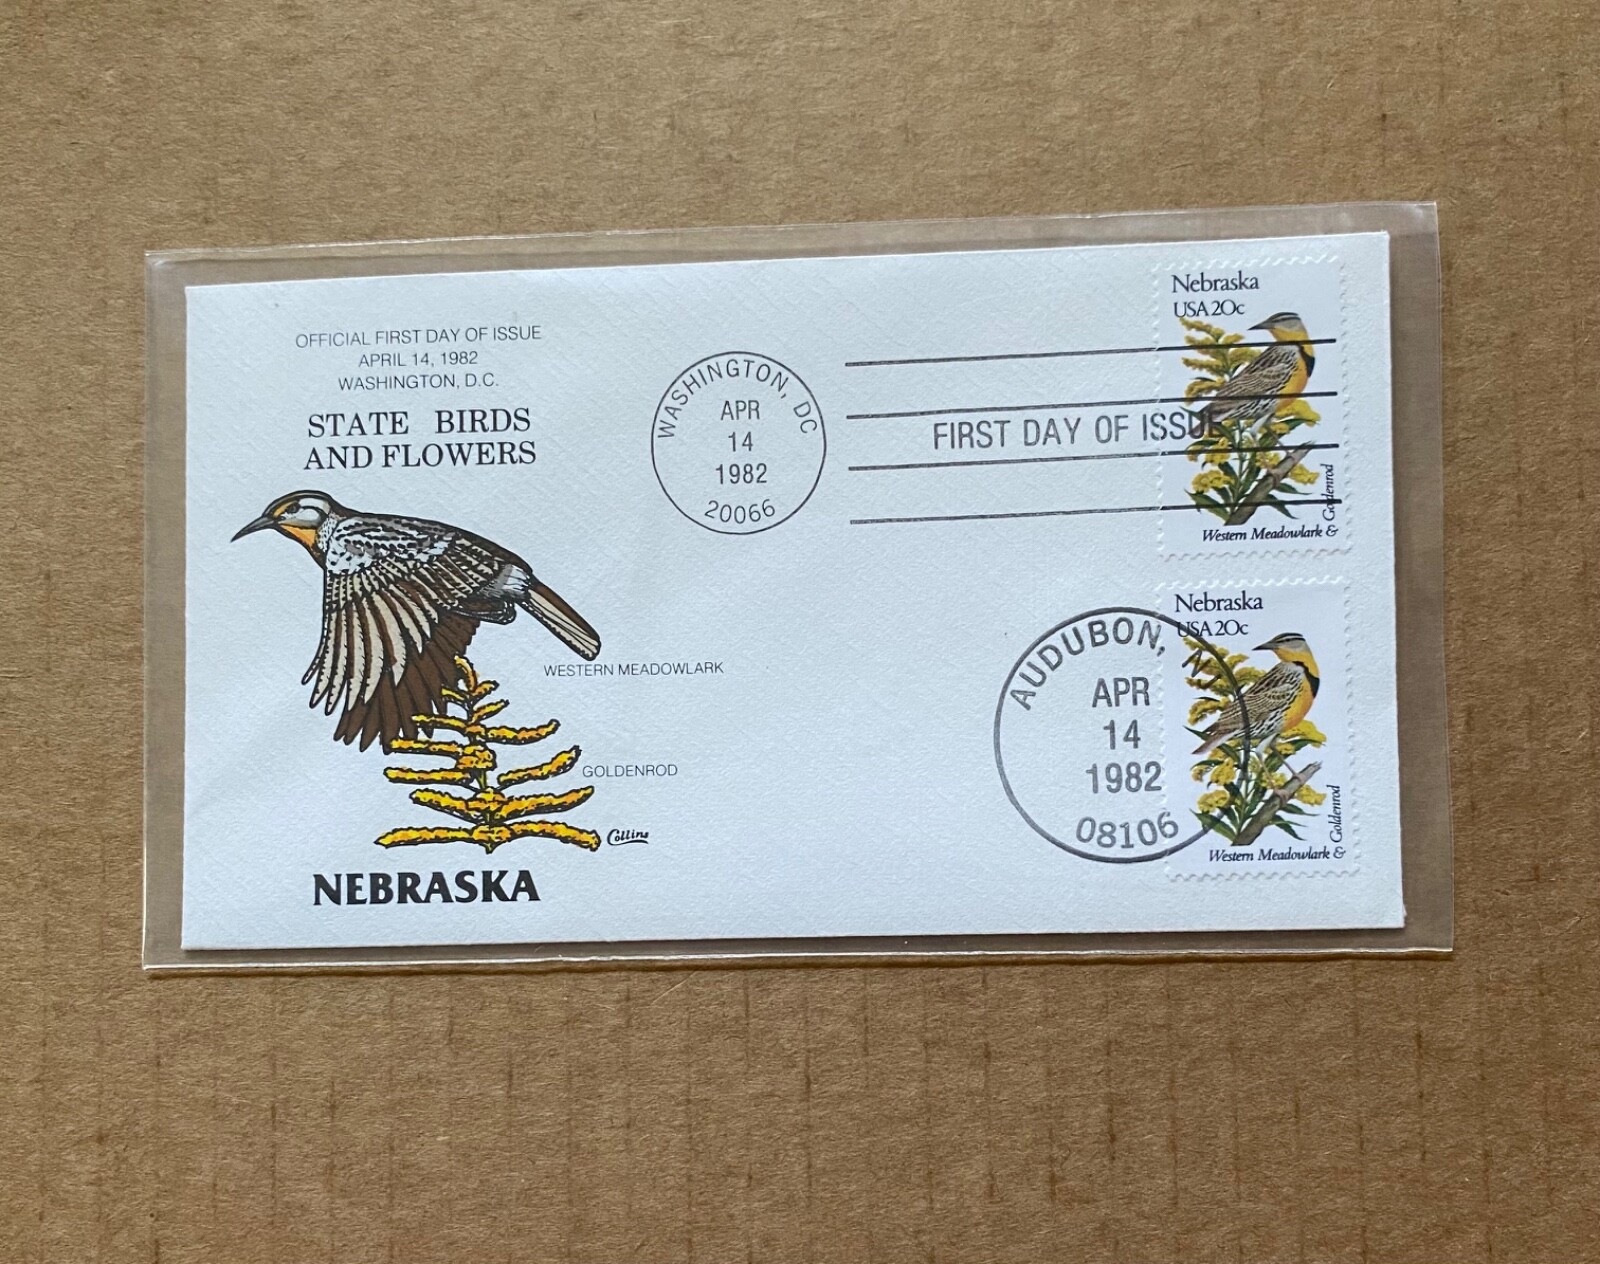 OFFICIAL FIRST DAY OF ISSUE
APRIL 14, 1982
WASHINGTON, D.C.
STATE BIRDS
AND FLOWERS
WESTERN MEADOWLARK
GOLDENROD
Collins
NEBRASKA
WASHINGTON, DC
APR
14
1982
20066
FIRST DAY OF ISSUE
Nebraska
USA 20c
Western Meadowlark &
Goldenrod
AUDUBON, NJ
APR
14
1982
08106
Nebraska
USA 20c
Western Meadowlark &
Goldenrod